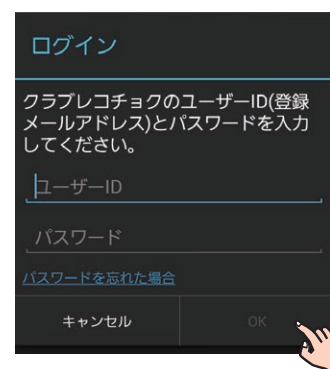 ログイン
クラブレコチョクのユーザーID(登録
メールアドレス)とパスワードを入力
してください。
ユーザーID
パスワード
パスワードを忘れた場合
キャンセル
OK